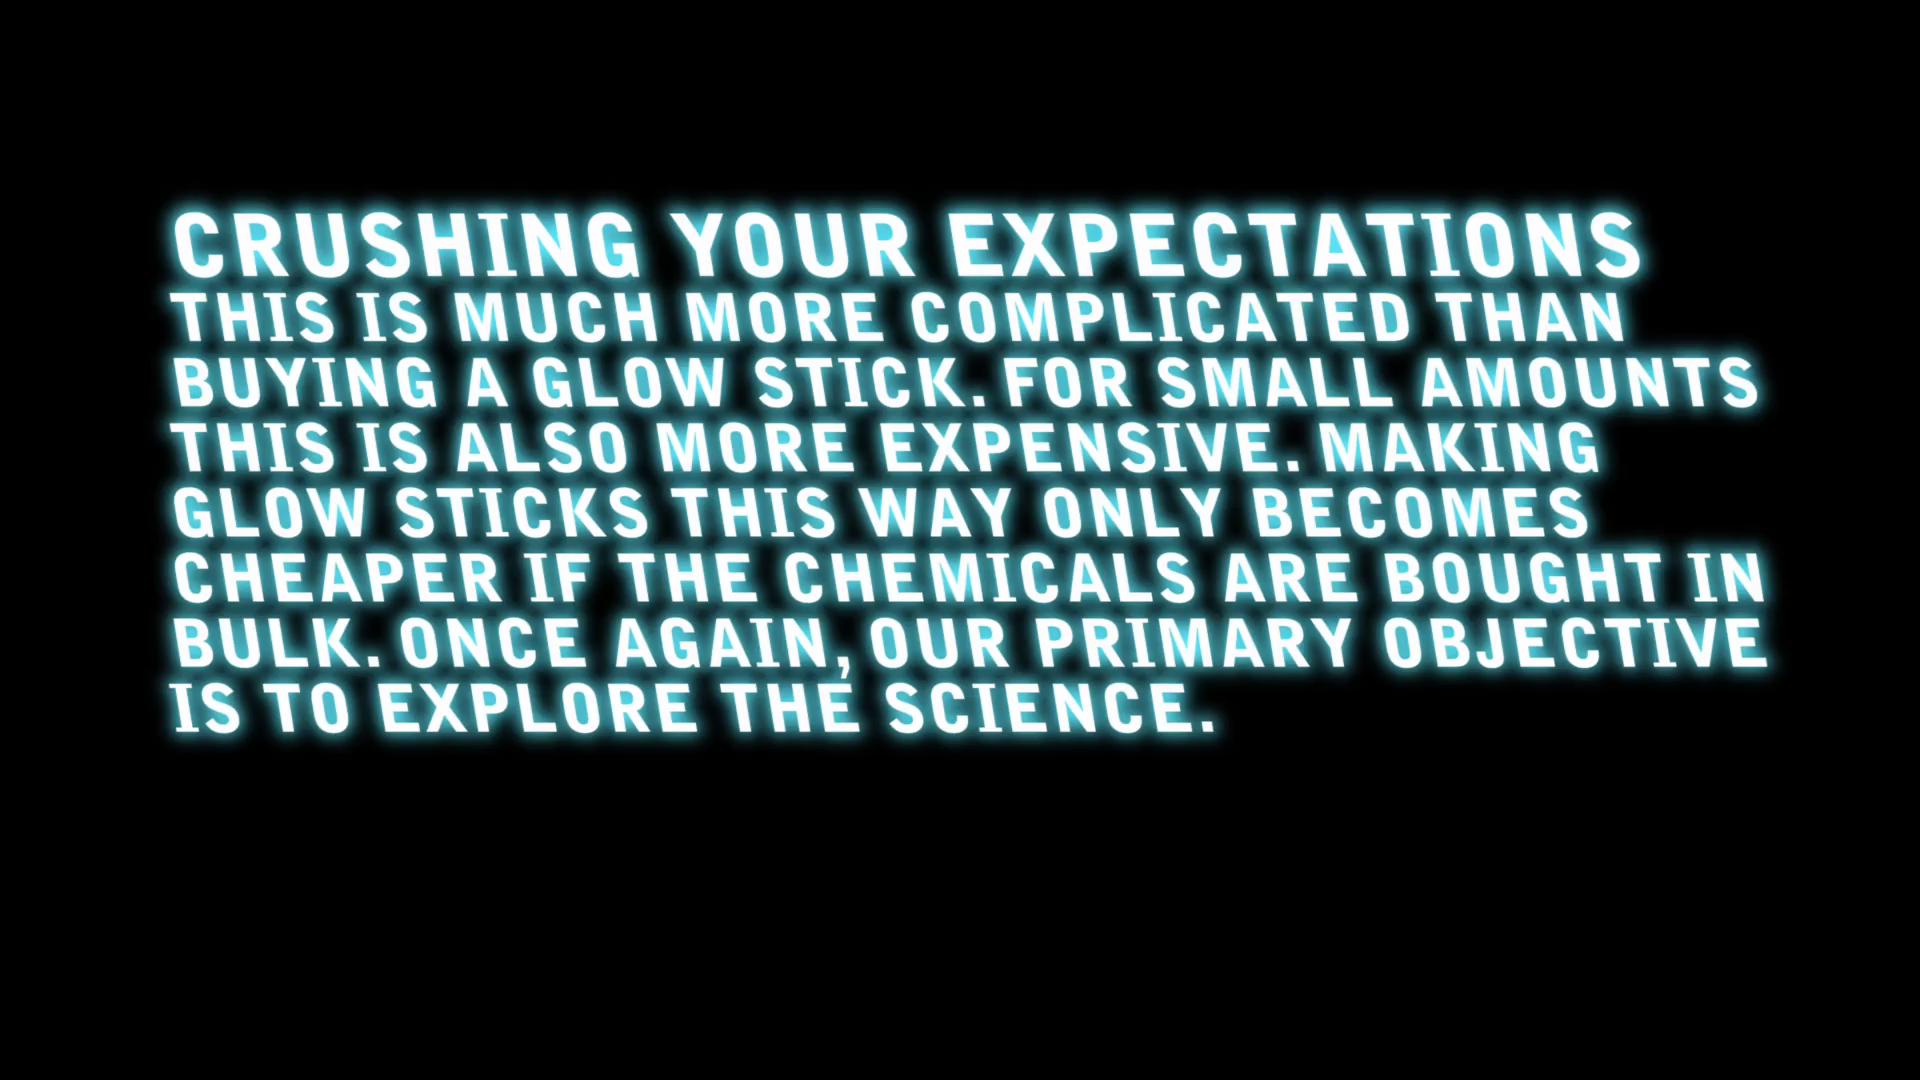 CRUSHING YOUR EXPECTATIONS
THIS IS MUCH MORE COMPLICATED THAN
BUYING A GLOW STICK. FOR SMALL AMOUNTS
THIS IS ALSO MORE EXPENSIVE. MAKING
GLOW STICKS THIS WAY ONLY BECOMES
CHEAPER IF THE CHEMICALS ARE BOUGHT IN
BULK. ONCE AGAIN, OUR PRIMARY OBJECTIVE
IS TO EXPLORE THE SCIENCE.